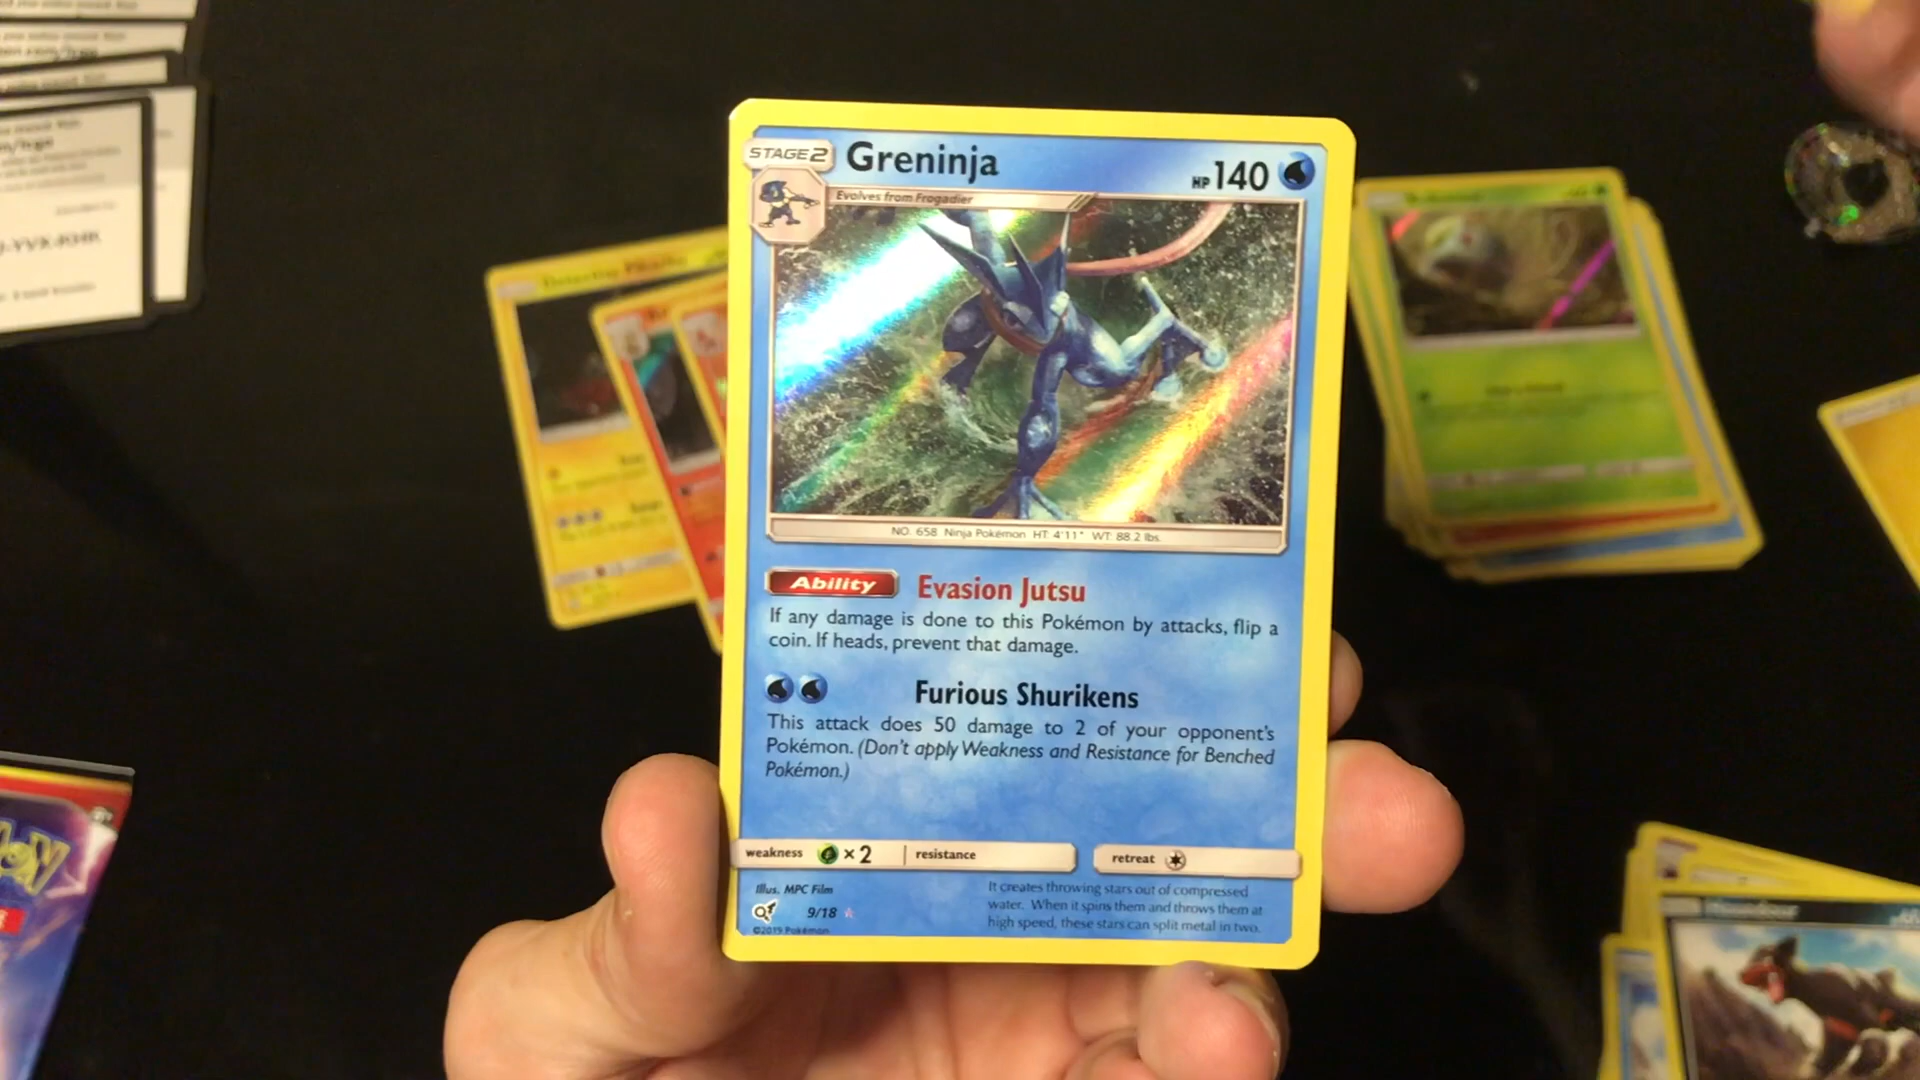 STAGE2
Greninja
HP 140
Evolves from Frogadier
NO. 658 Ninja Pokémon HT: 4'11" WT: 88.2 lbs.
Ability Evasion Jutsu
If any damage is done to this Pokémon by attacks, flip a
coin. If heads, prevent that damage.
Furious Shurikens
This attack does 50 damage to 2 of your opponent's
Pokémon. (Don't apply Weakness and Resistance for Benched
Pokémon.)
weakness ×2 resistance retreat
Illus. MPC Film
9/18
©2019 Pokémon
It creates throwing stars out of compressed
water. When it spins them and throws them at
high speed, these stars can split metal in two.
Detective Pikachu